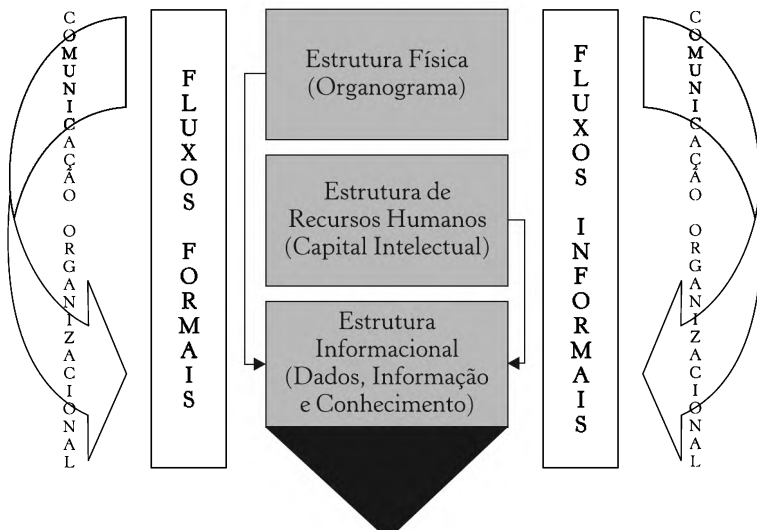 COMUNICAÇÃO ORGANIZACIONAL
FLUXOS FORMAIS
Estrutura Física
(Organograma)
Estrutura de
Recursos Humanos
(Capital Intelectual)
Estrutura
Informacional
(Dados, Informação
e Conhecimento)
FLUXOS INFORMAIS
COMUNICAÇÃO ORGANIZACIONAL